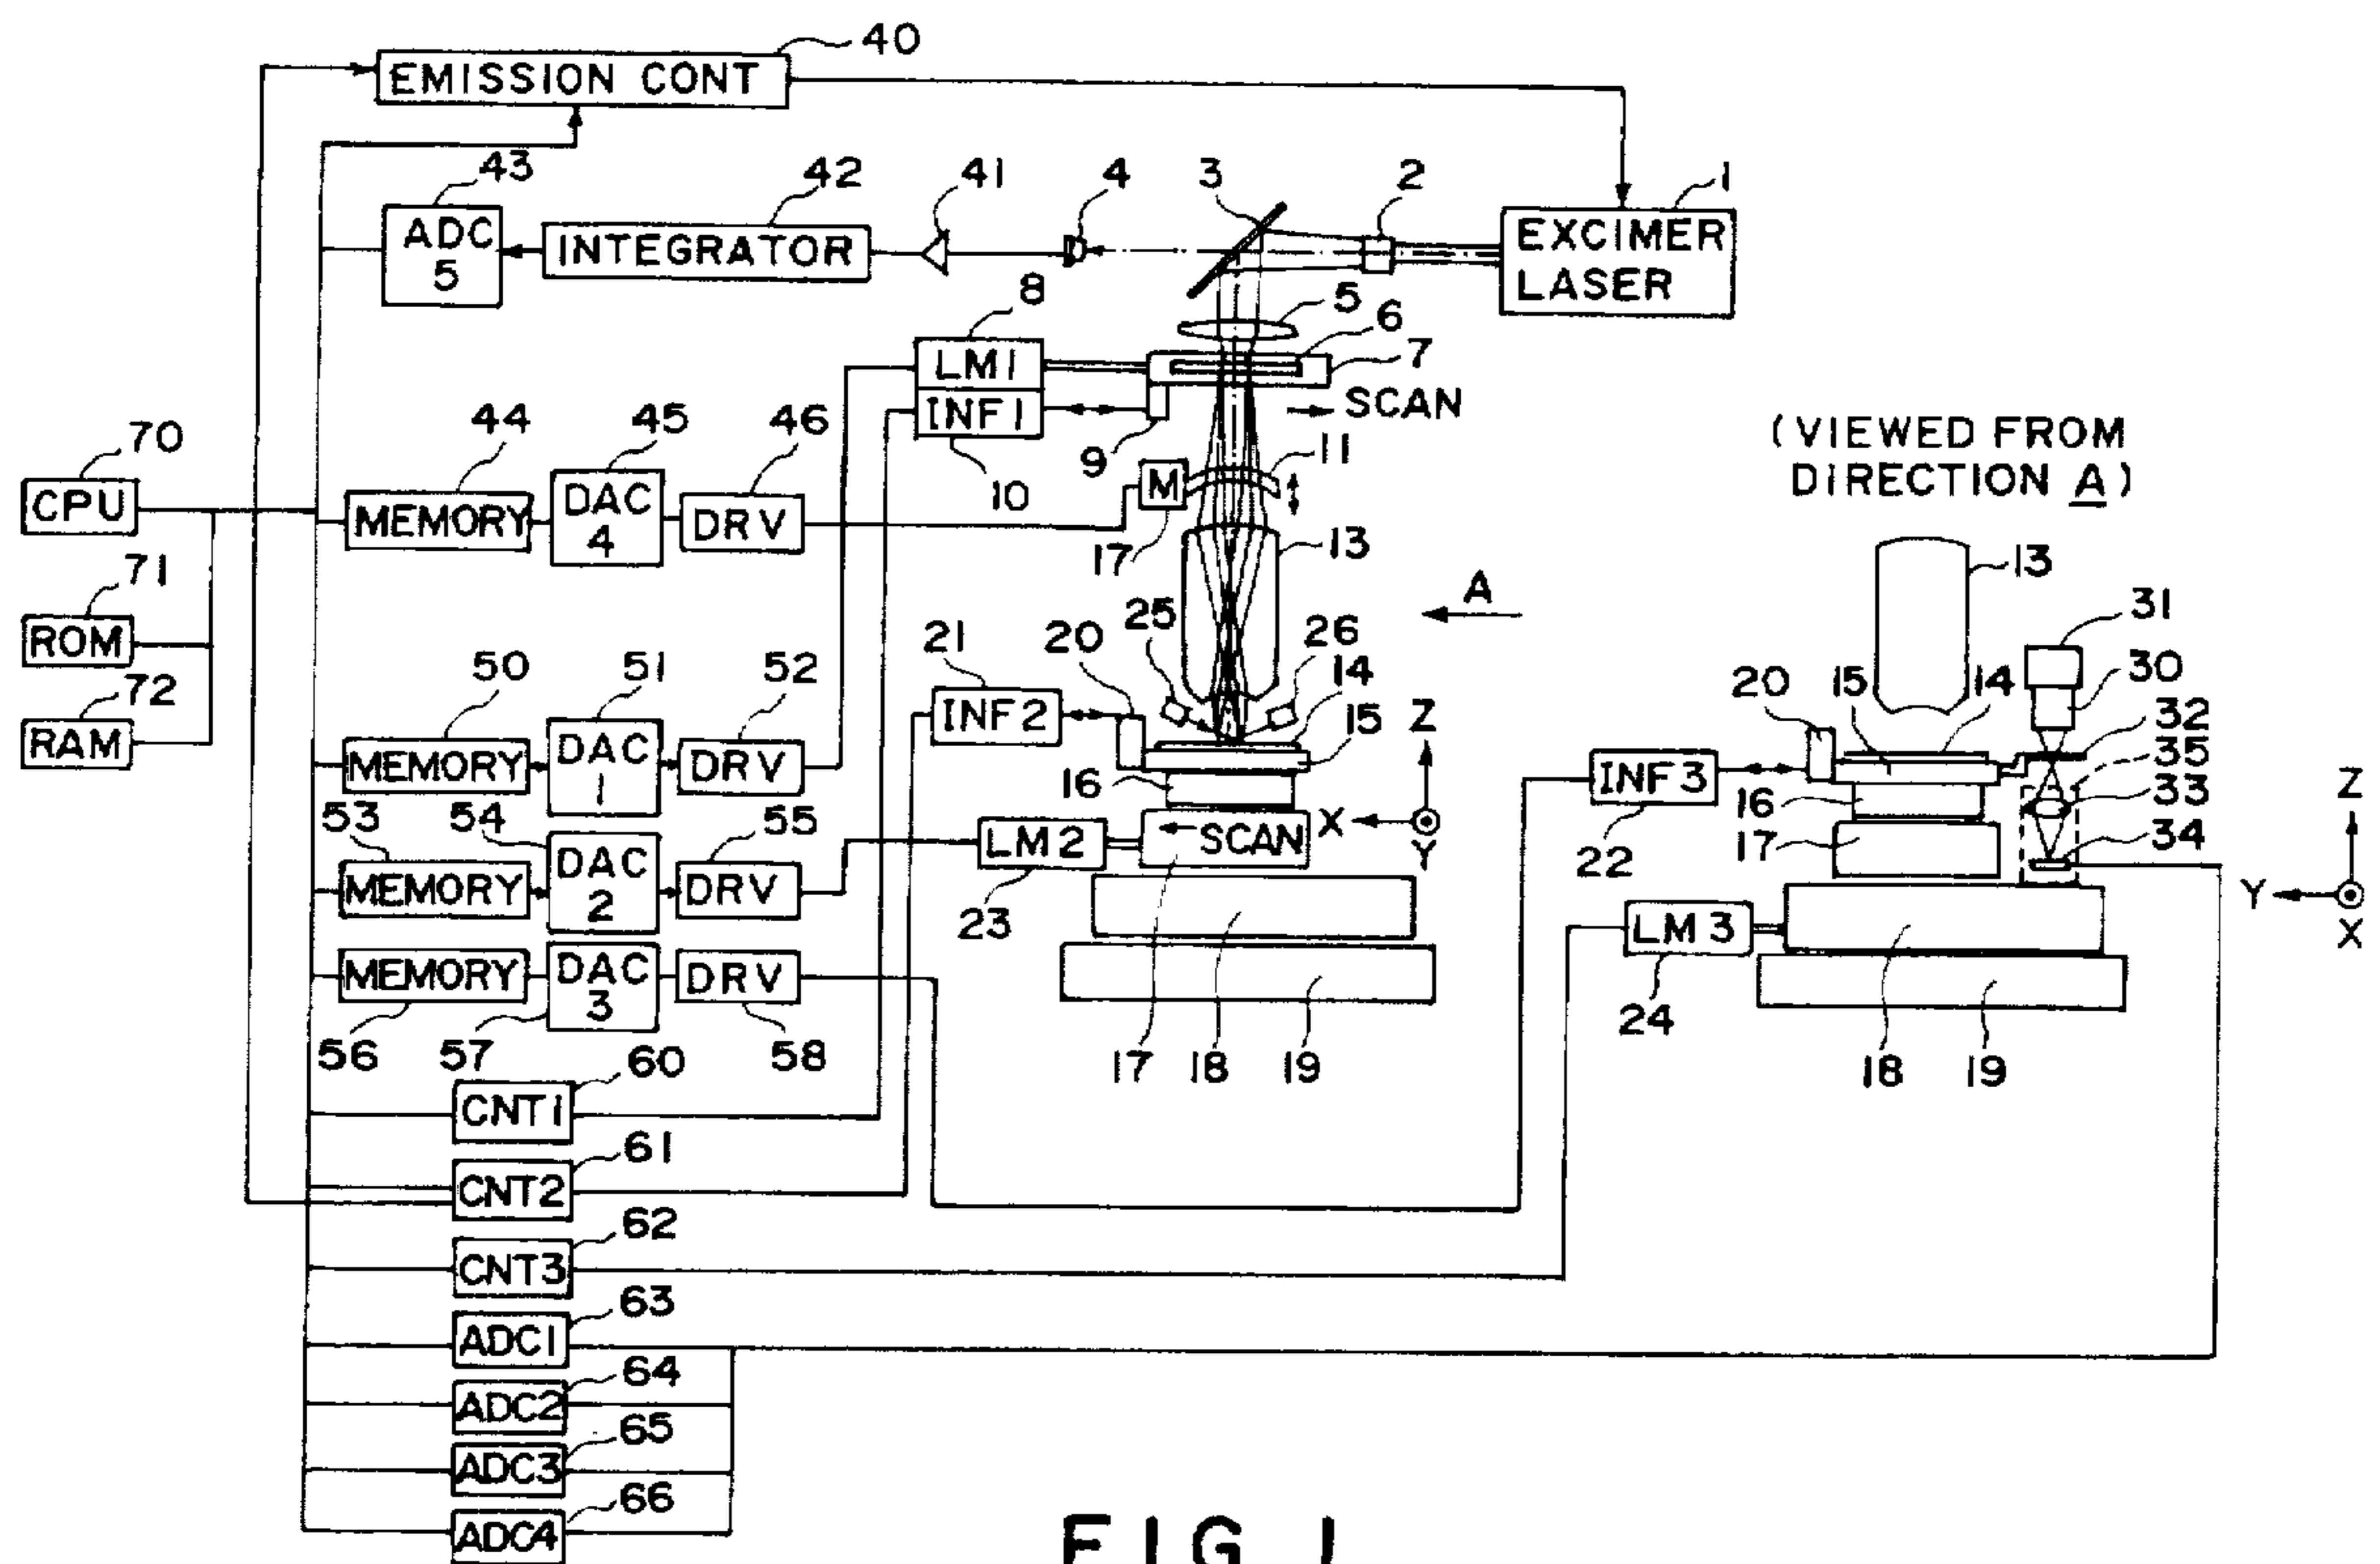 40
EMISSION CONT
43
42
41
4
3
2
1
ADC
5
INTEGRATOR
EXCIMER
LASER
8
5
6
7
LM1
INF1
SCAN
9
10
11
M
17
13
44
45
46
70
CPU
MEMORY
DAC
4
DRV
71
ROM
72
RAM
(VIEWED FROM
DIRECTION A)
A
25
26
21
20
14
15
INF2
16
Z
X
Y
50
51
52
MEMORY
DAC
1
DRV
53
54
55
MEMORY
DAC
2
DRV
LM2
23
SCAN
MEMORY
DAC
3
DRV
56
57
58
17
18
19
13
31
30
20
15
14
32
35
33
34
INF3
22
16
17
Z
Y
X
LM3
24
18
19
60
CNT1
61
CNT2
62
CNT3
63
ADC1
64
ADC2
65
ADC3
66
ADC4
FIG. 1